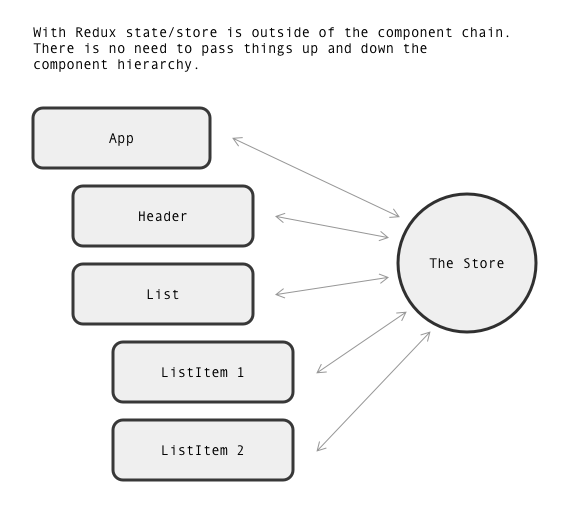 With Redux state/store is outside of the component chain.
There is no need to pass things up and down the
component hierarchy.
App
Header
List
ListItem 1
ListItem 2
The Store